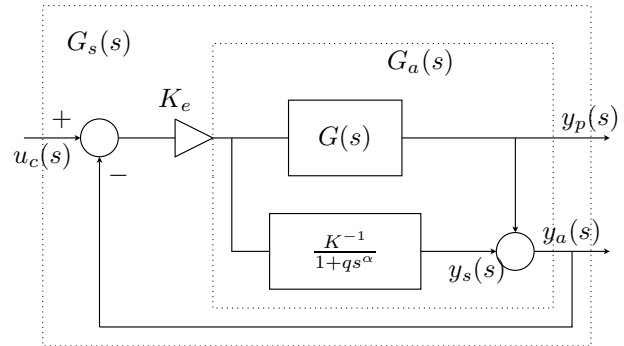 G_s(s)
G_a(s)
K_e
+
G(s)
y_p(s)
u_c(s)
−
K^{-1}
1+qs^α
y_s(s)
y_a(s)